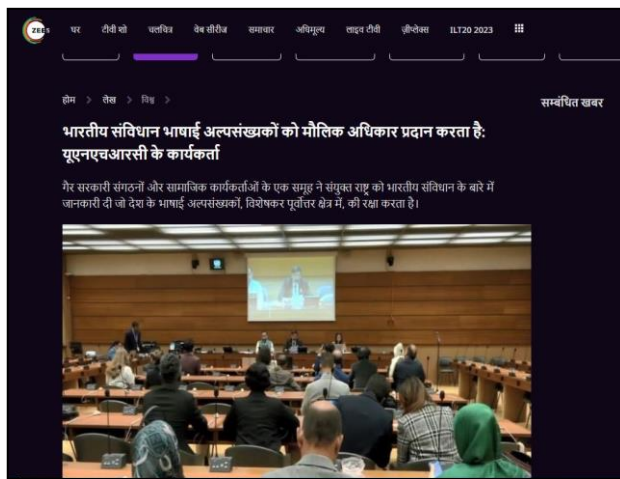 ZEE5
घर टीवी शो चलचित्र वेब सीरीज समाचार अधिमूल्य लाइव टीवी ज़ीप्लेक्स ILT20 2023
होम > लेख > विश्व >
सम्बंधित खबर
भारतीय संविधान भाषाई अल्पसंख्यकों को मौलिक अधिकार प्रदान करता है:
यूएनएचआरसी के कार्यकर्ता
गैर सरकारी संगठनों और सामाजिक कार्यकर्ताओं के एक समूह ने संयुक्त राष्ट्र को भारतीय संविधान के बारे में
जानकारी दी जो देश के भाषाई अल्पसंख्यकों, विशेषकर पूर्वोत्तर क्षेत्र में, की रक्षा करता है।